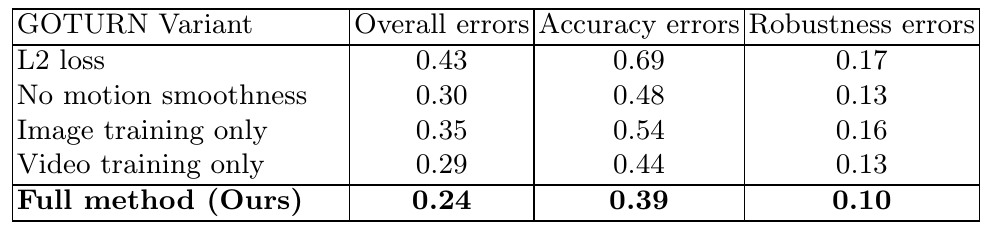 GOTURN Variant Overall errors Accuracy errors Robustness errors
L2 loss 0.43 0.69 0.17
No motion smoothness 0.30 0.48 0.13
Image training only 0.35 0.54 0.16
Video training only 0.29 0.44 0.13
Full method (Ours) 0.24 0.39 0.10